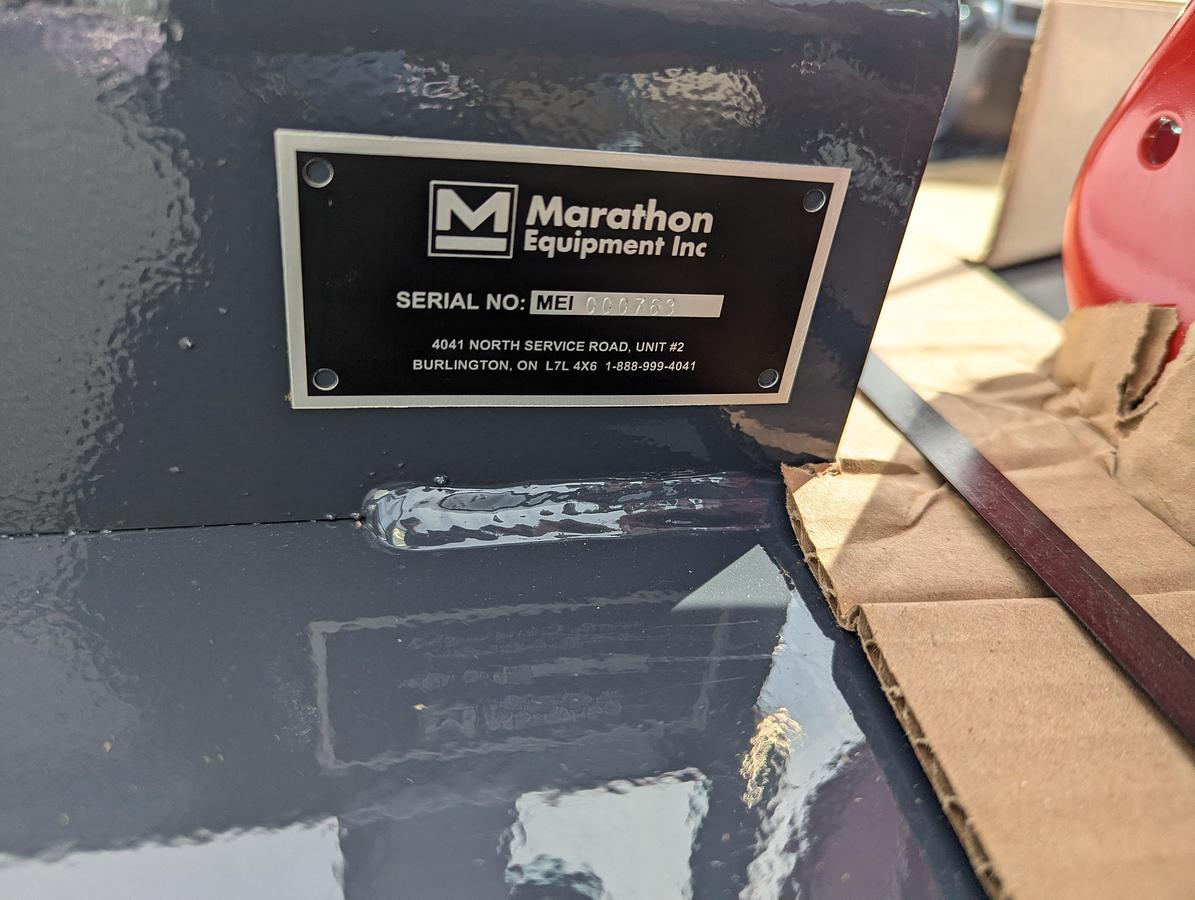 M Marathon
Equipment Inc
SERIAL NO: MEI 000763
4041 NORTH SERVICE ROAD, UNIT #2
BURLINGTON, ON L7L 4X6 1-888-999-4041